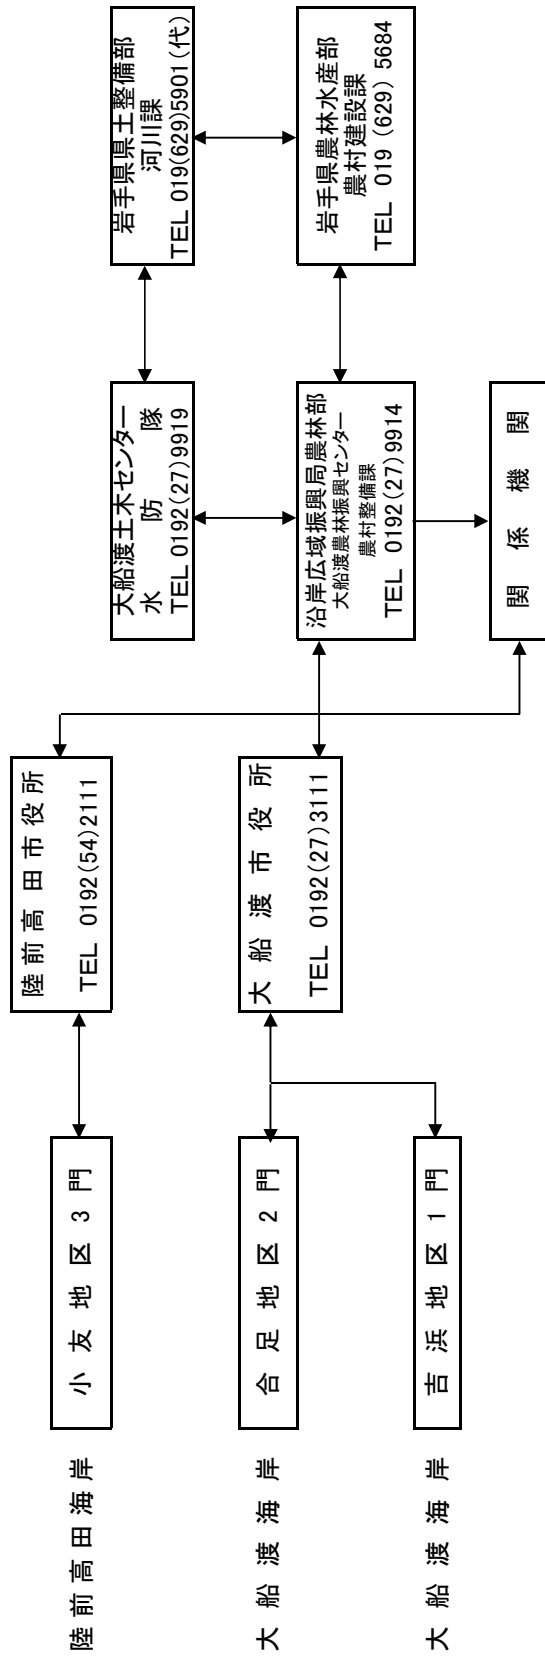 陸前高田海岸
小友地区3門
陸前高田市役所
TEL 0192(54)2111
大船渡海岸
合足地区2門
大船渡市役所
TEL 0192(27)3111
大船渡海岸
吉浜地区1門
大船渡土木センター
水防隊
TEL 0192(27)9919
沿岸広域振興局農林部
大船渡農林振興センター
農村整備課
TEL 0192(27)9914
関係機関
岩手県県土整備部
河川課
TEL 019(629)5901(代)
岩手県農林水産部
農村建設課
TEL 019 (629) 5684